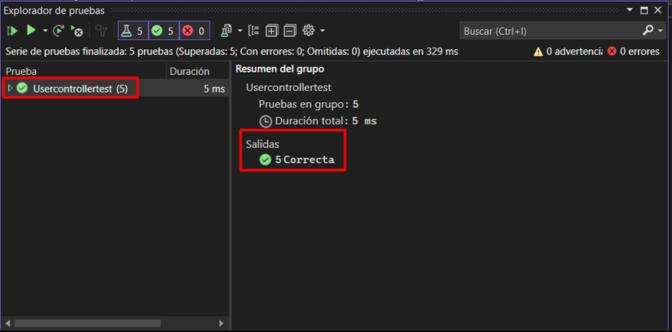 Explorador de pruebas
5 5 0 Buscar (Ctrl+I)
Serie de pruebas finalizada: 5 pruebas (Superadas: 5; Con errores: 0; Omitidas: 0) ejecutadas en 329 ms 0 advertenci 0 errores
Prueba Duración
Usercontrollertest (5) 5 ms
Resumen del grupo
Usercontrollertest
Pruebas en grupo: 5
Duración total: 5 ms
Salidas
5 Correcta